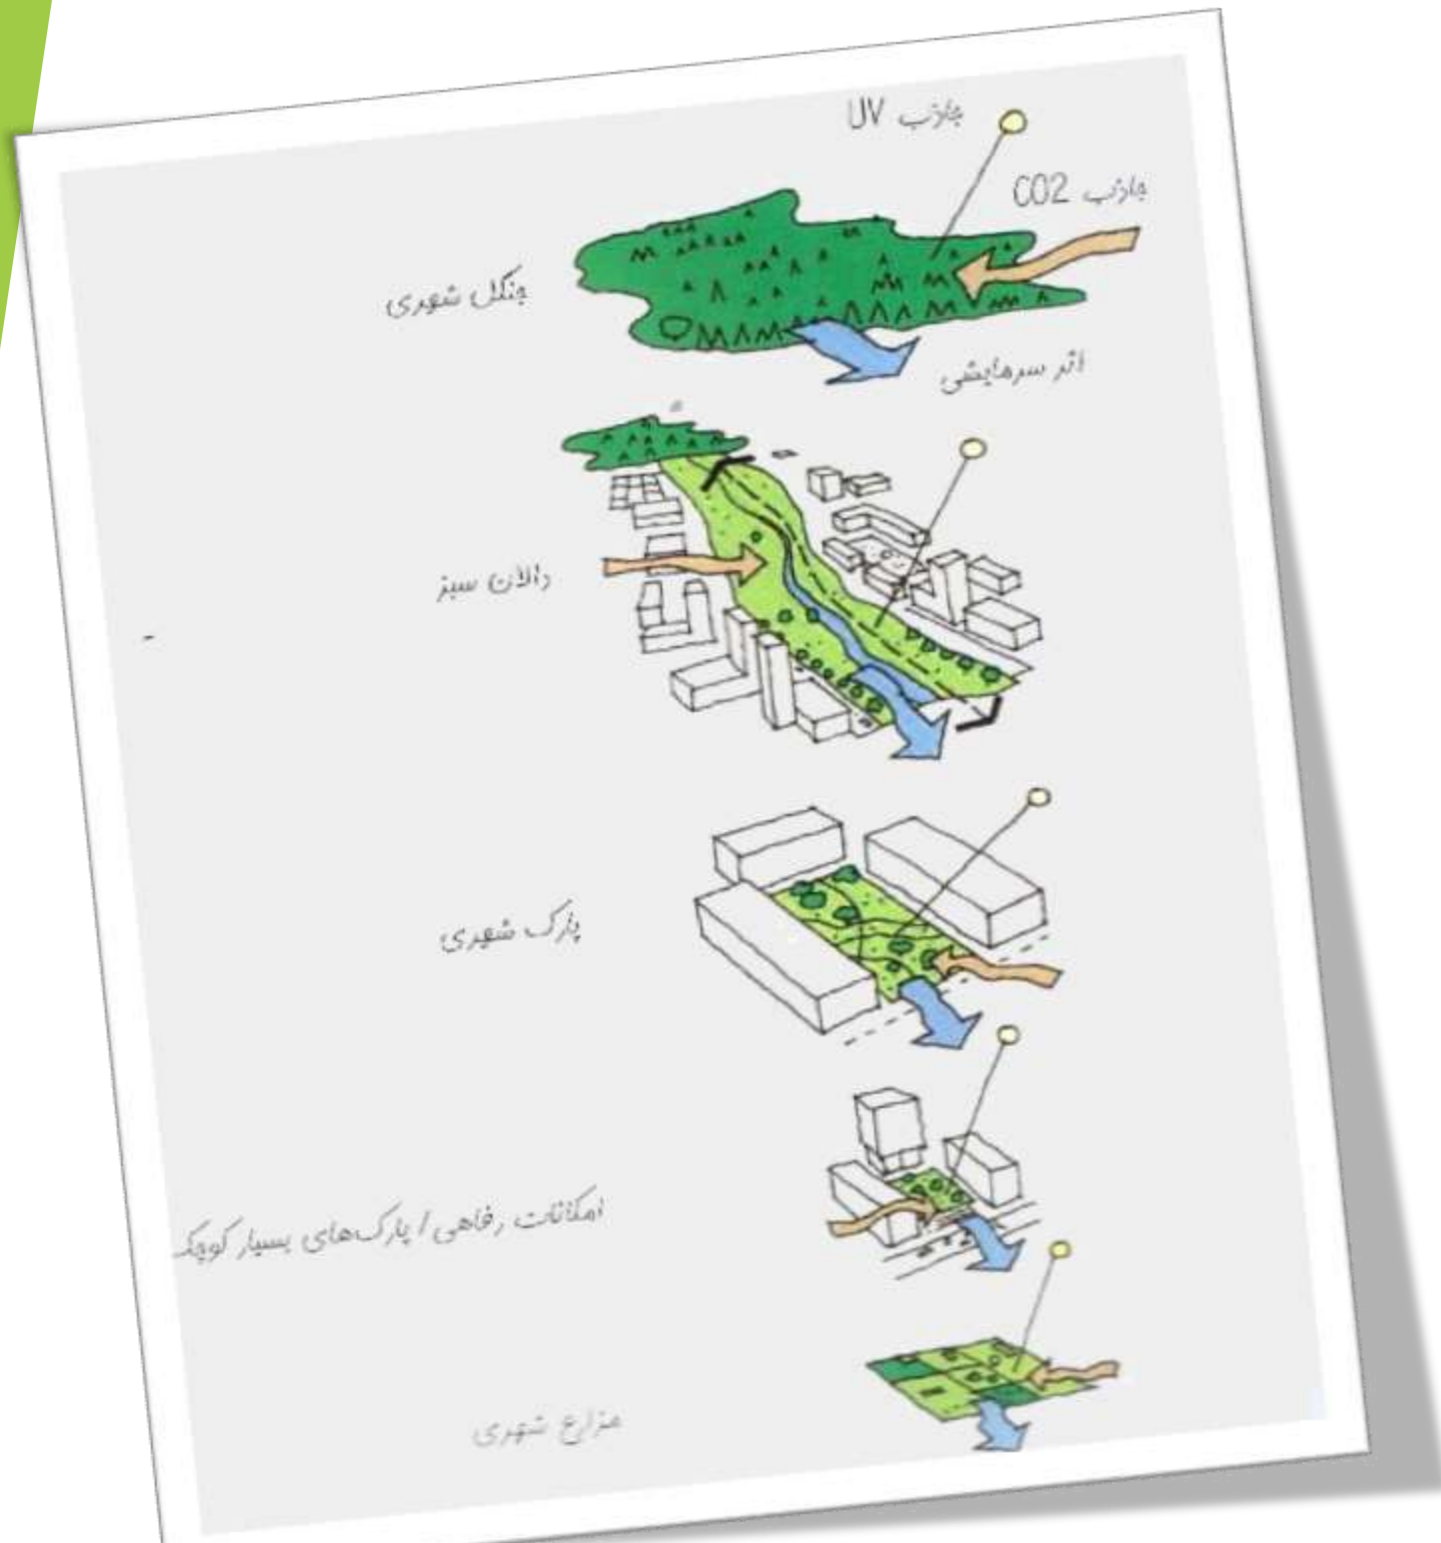 جاذب UV
جاذب CO2
جنگل شهری
اثر سرمایشی
دالان سبز
پارک شهری
امکانات رفاهی / پارک‌های بسیار کوچک
مزارع شهری